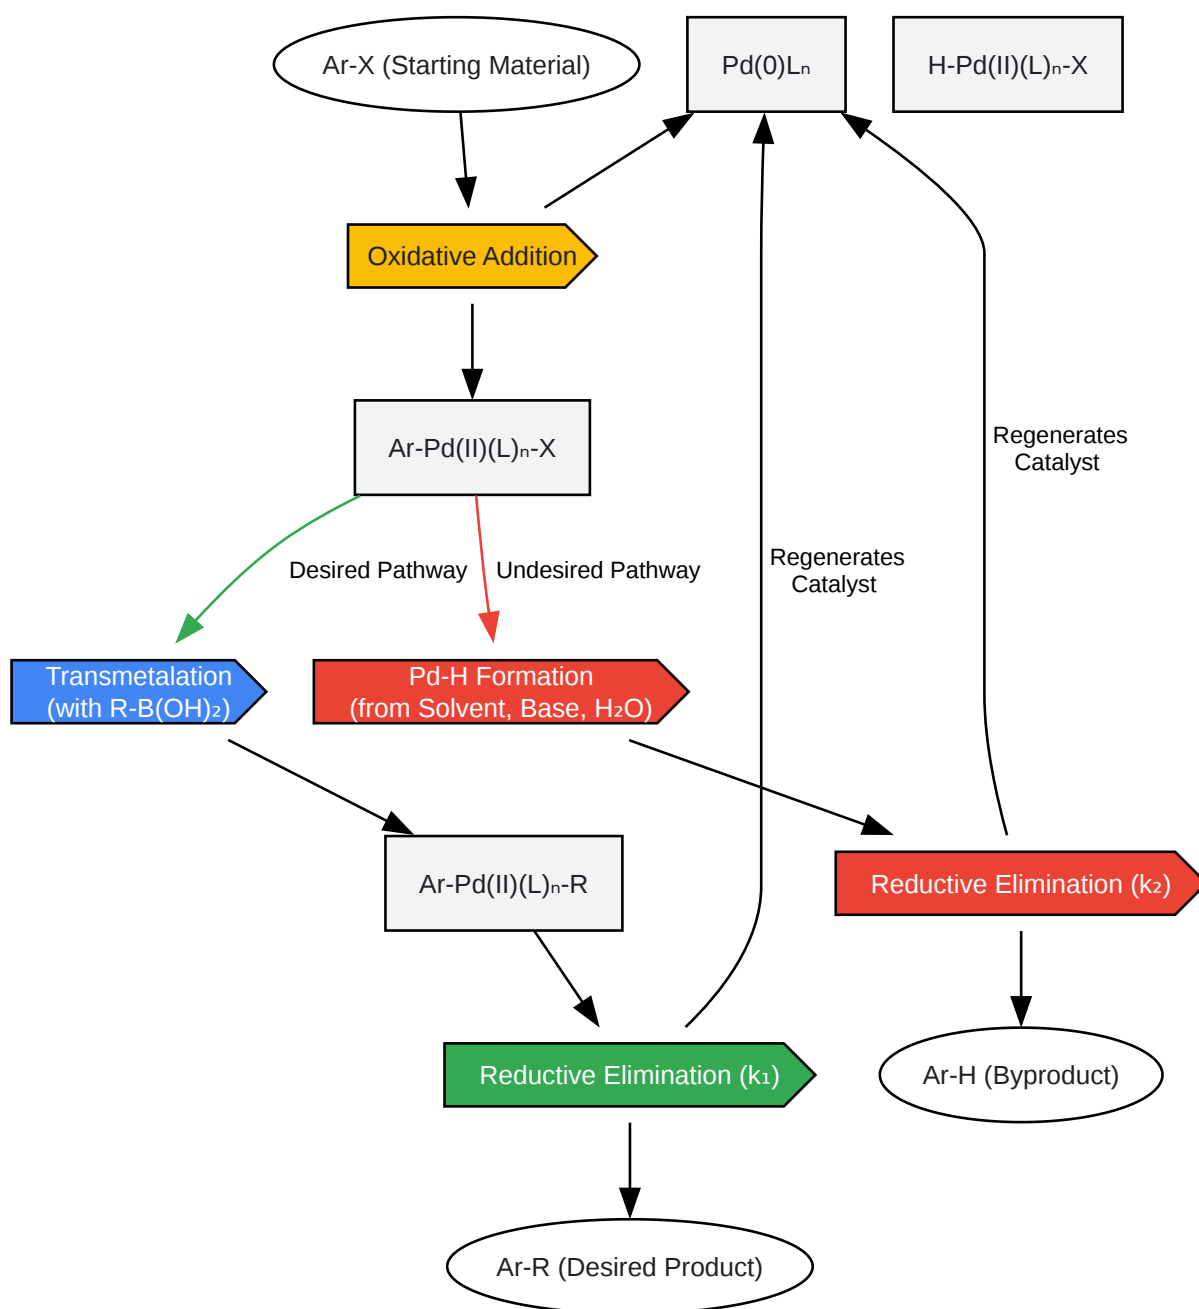 Ar-X (Starting Material)
Pd(0)Lₙ
H-Pd(II)(L)ₙ-X
Oxidative Addition
Ar-Pd(II)(L)ₙ-X
Regenerates
Catalyst
Desired Pathway
Undesired Pathway
Regenerates
Catalyst
Transmetalation
(with R-B(OH)₂)
Pd-H Formation
(from Solvent, Base, H₂O)
Ar-Pd(II)(L)ₙ-R
Reductive Elimination (k₂)
Reductive Elimination (k₁)
Ar-H (Byproduct)
Ar-R (Desired Product)